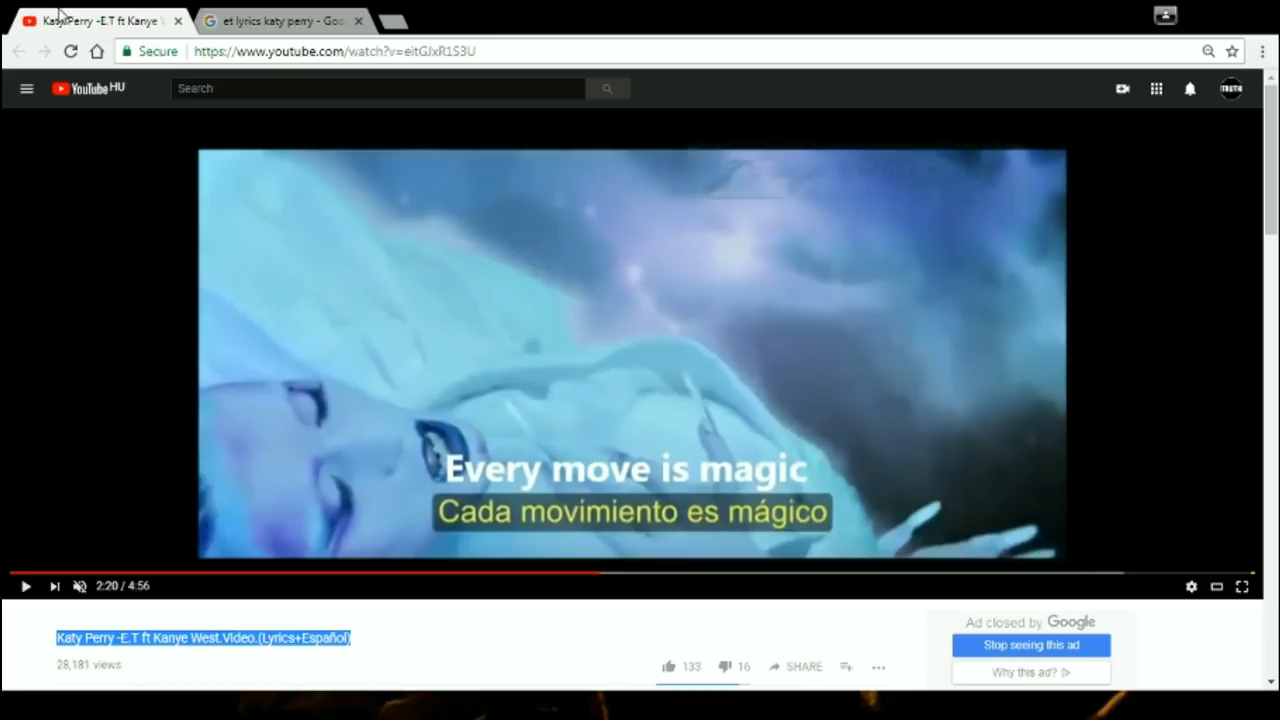 Katy Perry -E.T ft Kanye W
et lyrics katy perry - Goo
Secure
https://www.youtube.com/watch?v=eitGJxR1S3U
YouTube HU
Search
TRUTH
Every move is magic
Cada movimiento es mágico
2:20 / 4:56
Katy Perry -E.T ft Kanye West.Video.(Lyrics+Español)
28,181 views
133
16
SHARE
Ad closed by Google
Stop seeing this ad
Why this ad?